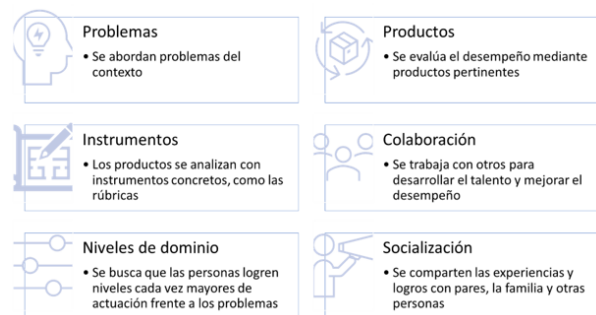 Problemas
• Se abordan problemas del
contexto
Productos
• Se evalúa el desempeño mediante
productos pertinentes
Instrumentos
• Los productos se analizan con
instrumentos concretos, como las
rúbricas
Colaboración
• Se trabaja con otros para
desarrollar el talento y mejorar el
desempeño
Niveles de dominio
• Se busca que las personas logren
niveles cada vez mayores de
actuación frente a los problemas
Socialización
• Se comparten las experiencias y
logros con pares, la familia y otras
personas